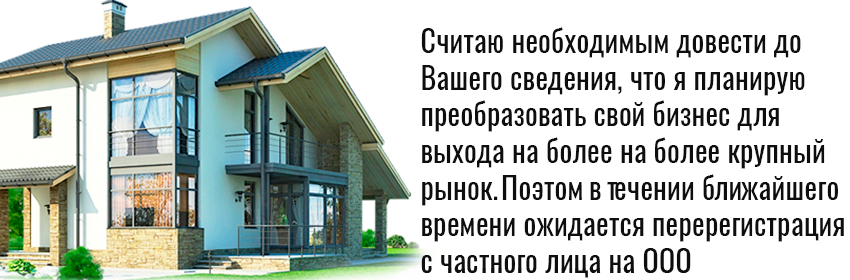 Считаю необходимым довести до
Вашего сведения, что я планирую
преобразовать свой бизнес для
выхода на более на более крупный
рынок. Поэтом в течении ближайшего
времени ожидается перерегистрация
с частного лица на ООО